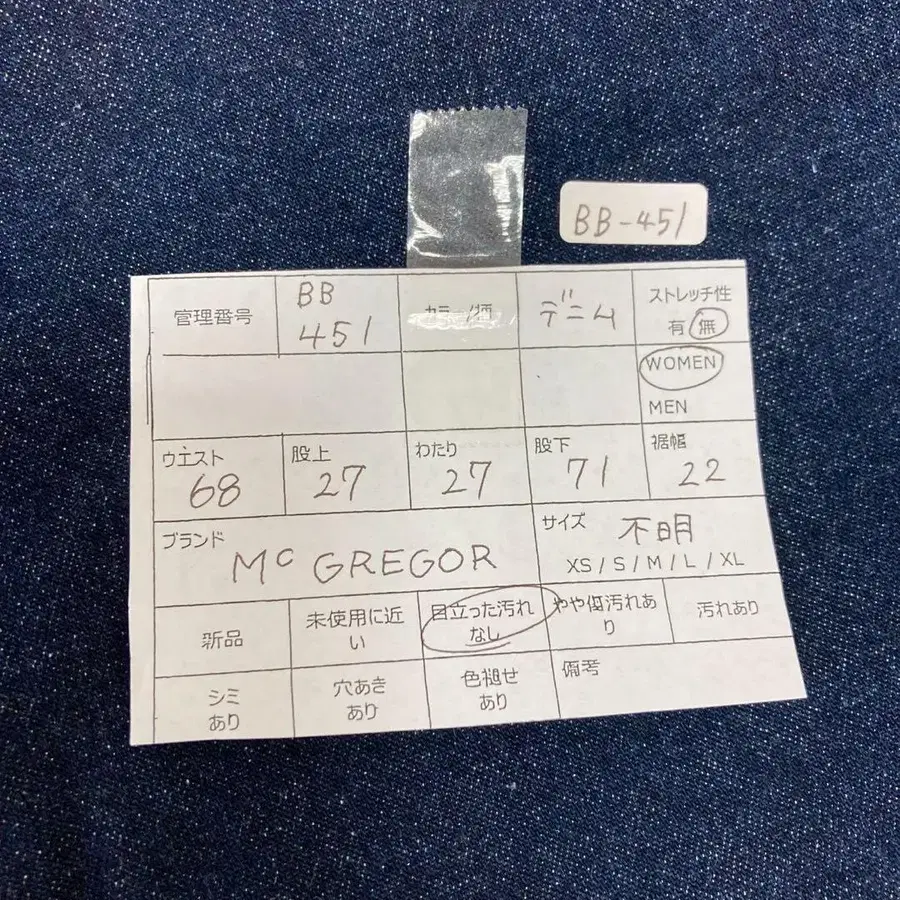 BB-451
管理番号
BB
451
カラー/柄
デニム
ストレッチ性
有 無
WOMEN
MEN
ウエスト
68
股上
27
わたり
27
股下
71
裾幅
22
ブランド
Mc GREGOR
サイズ
不明
XS / S / M / L / XL
新品
未使用に近
い
目立った汚れ
なし
やや傷汚れあ
り
汚れあり
シミ
あり
穴あき
あり
色褪せ
あり
備考